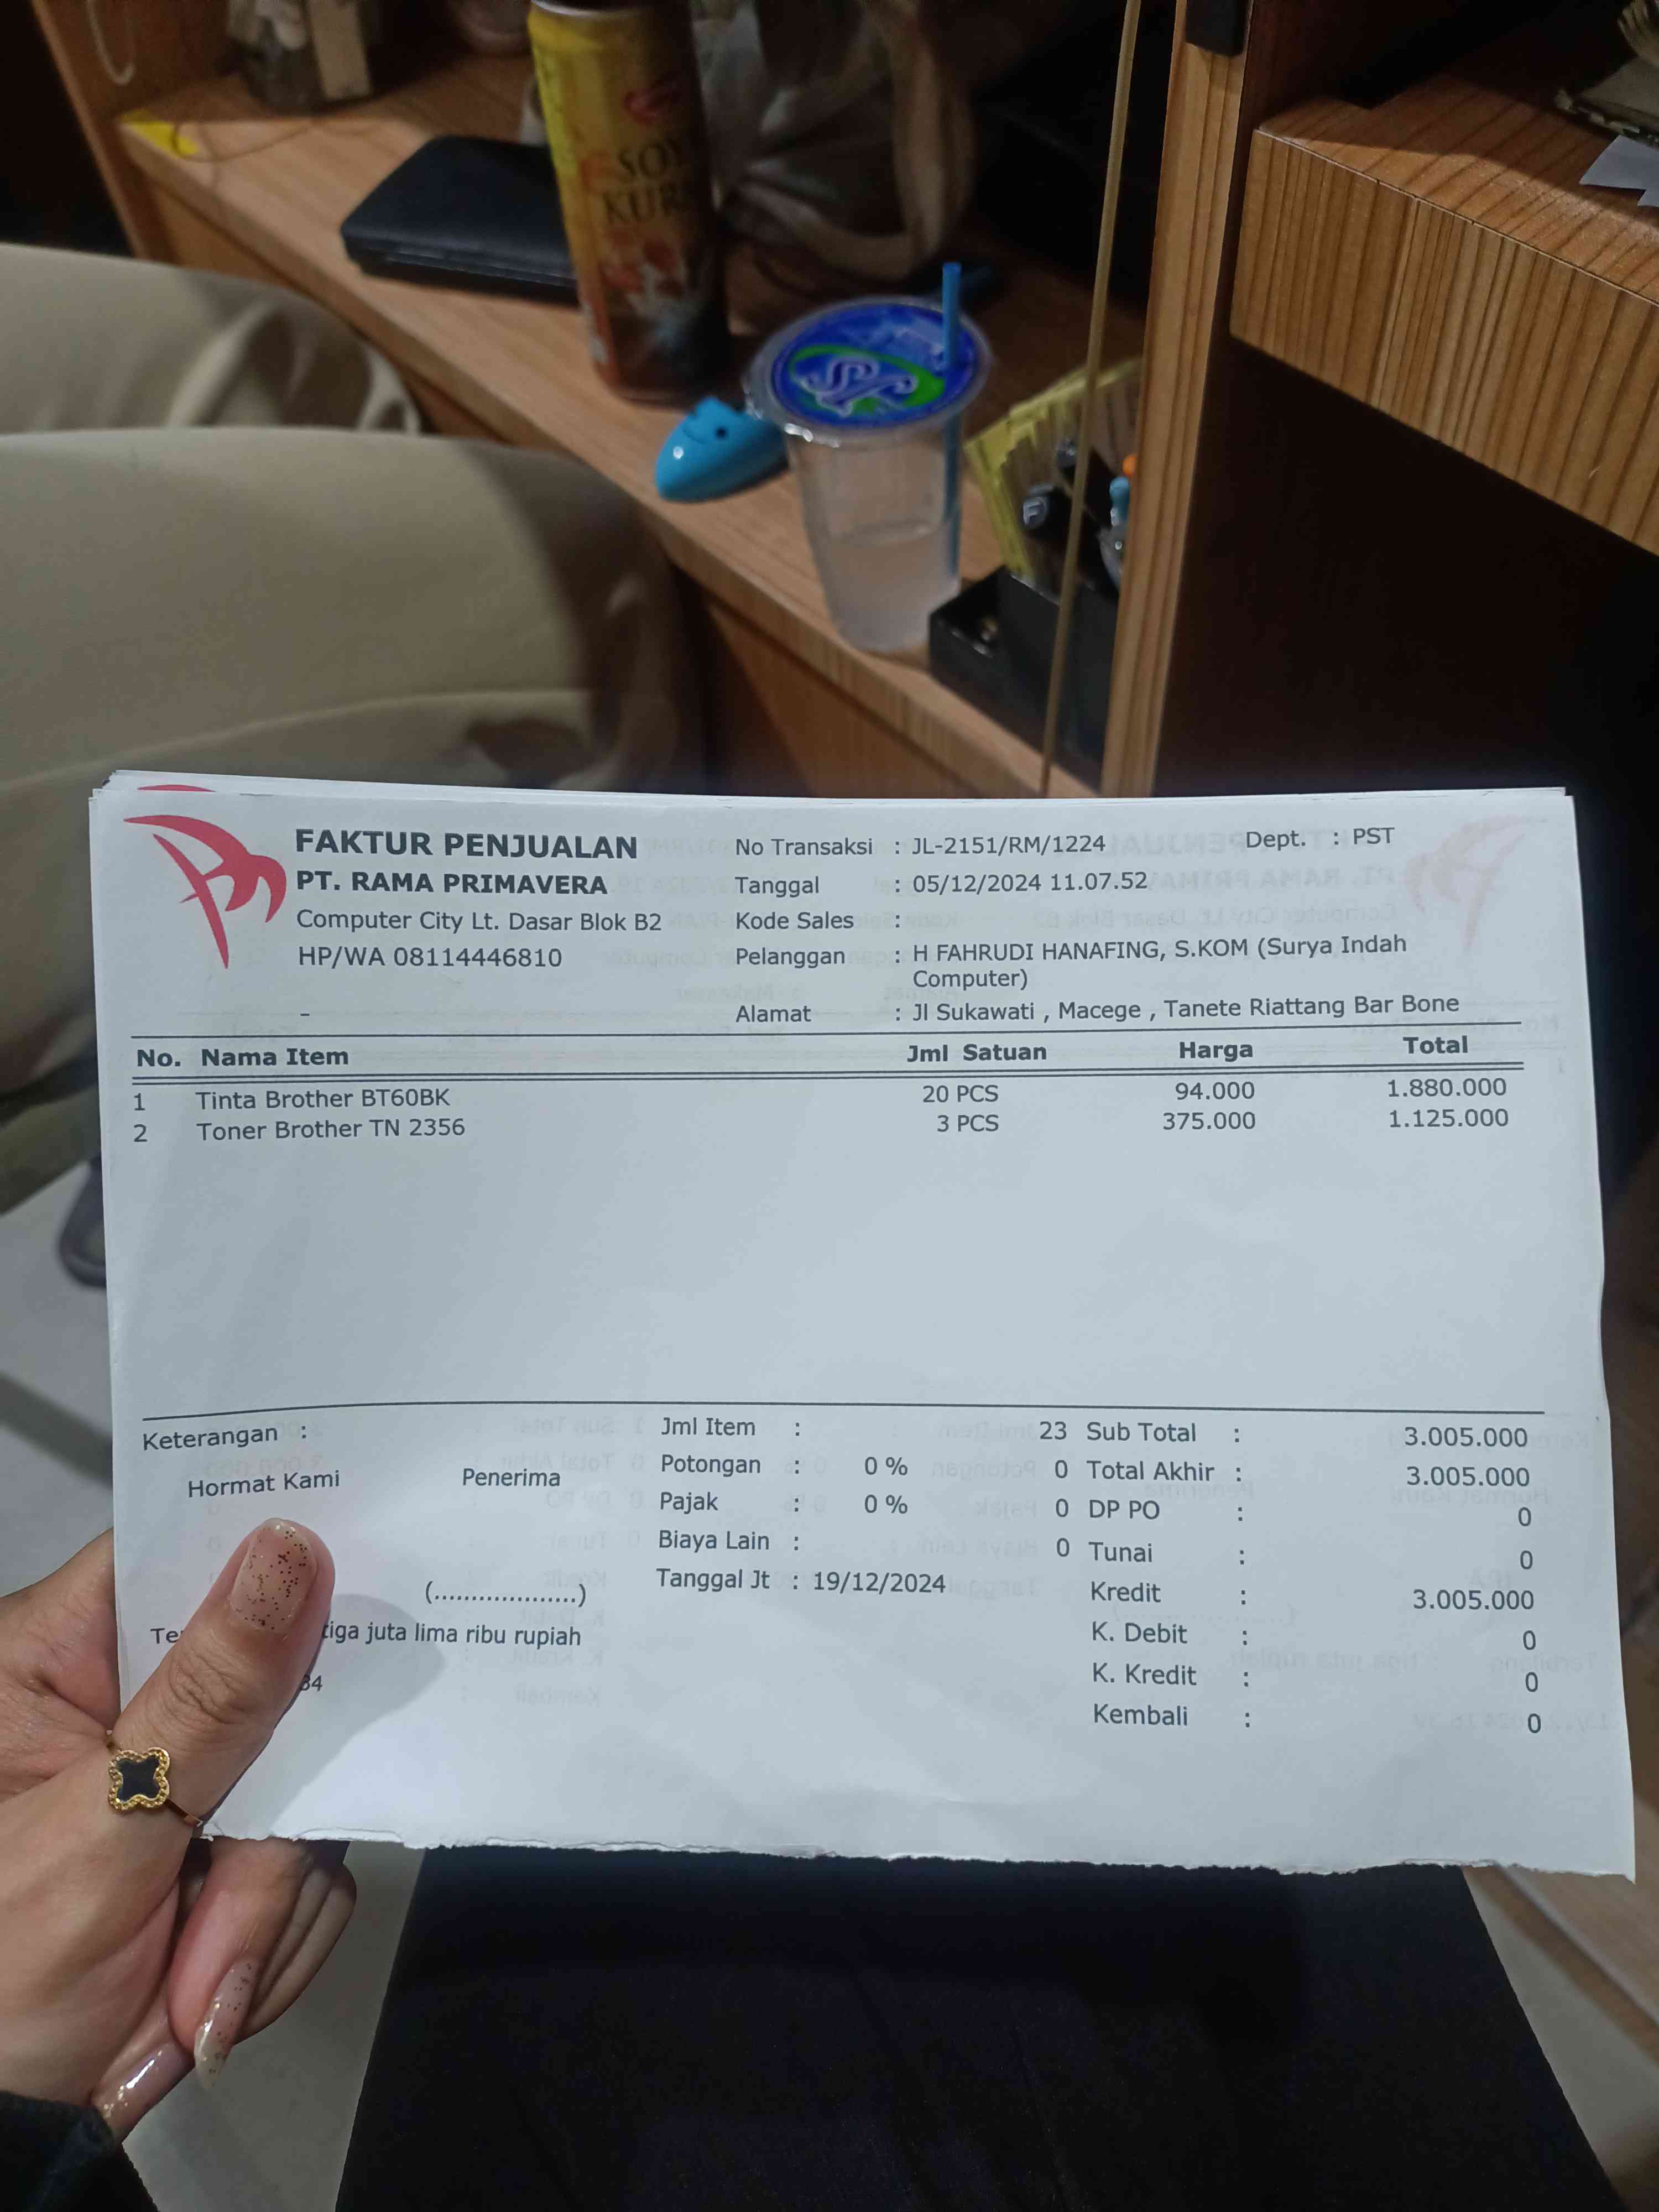 SOY
FAKTUR PENJUALAN
PT. RAMA PRIMAVERA
Computer City Lt. Dasar Blok B2
HP/WA 08114446810
-
No Transaksi : JL-2151/RM/1224
Dept. : PST
Tanggal : 05/12/2024 11.07.52
Kode Sales :
Pelanggan : H FAHRUDI HANAFING, S.KOM (Surya Indah
Computer)
Alamat : Jl Sukawati , Macege , Tanete Riattang Bar Bone
No. Nama Item Jml Satuan Harga Total
1 Tinta Brother BT60BK 20 PCS 94.000 1.880.000
2 Toner Brother TN 2356 3 PCS 375.000 1.125.000
Keterangan :
Hormat Kami Penerima
(...................)
tiga juta lima ribu rupiah
34
Jml Item : 23
Potongan : 0 % 0
Pajak : 0 % 0
Biaya Lain : 0
Tanggal Jt : 19/12/2024
Sub Total : 3.005.000
Total Akhir : 3.005.000
DP PO : 0
Tunai : 0
Kredit : 3.005.000
K. Debit : 0
K. Kredit : 0
Kembali : 0